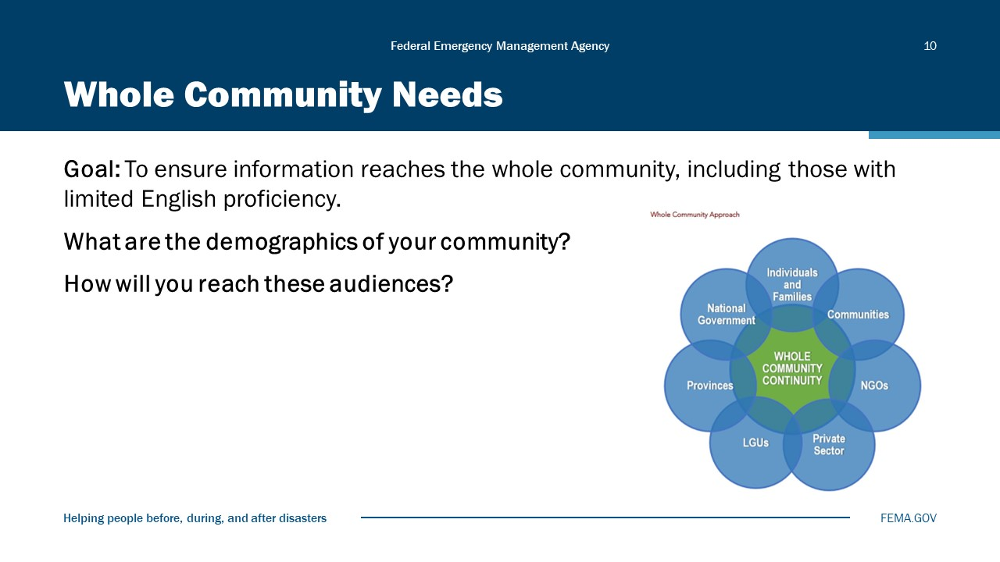 Federal Emergency Management Agency
10
Whole Community Needs
Goal: To ensure information reaches the whole community, including those with
limited English proficiency.
What are the demographics of your community?
How will you reach these audiences?
Whole Community Approach
Individuals
and
Families
National
Government
Communities
WHOLE
COMMUNITY
CONTINUITY
Provinces
NGOs
LGUs
Private
Sector
Helping people before, during, and after disasters
FEMA.GOV